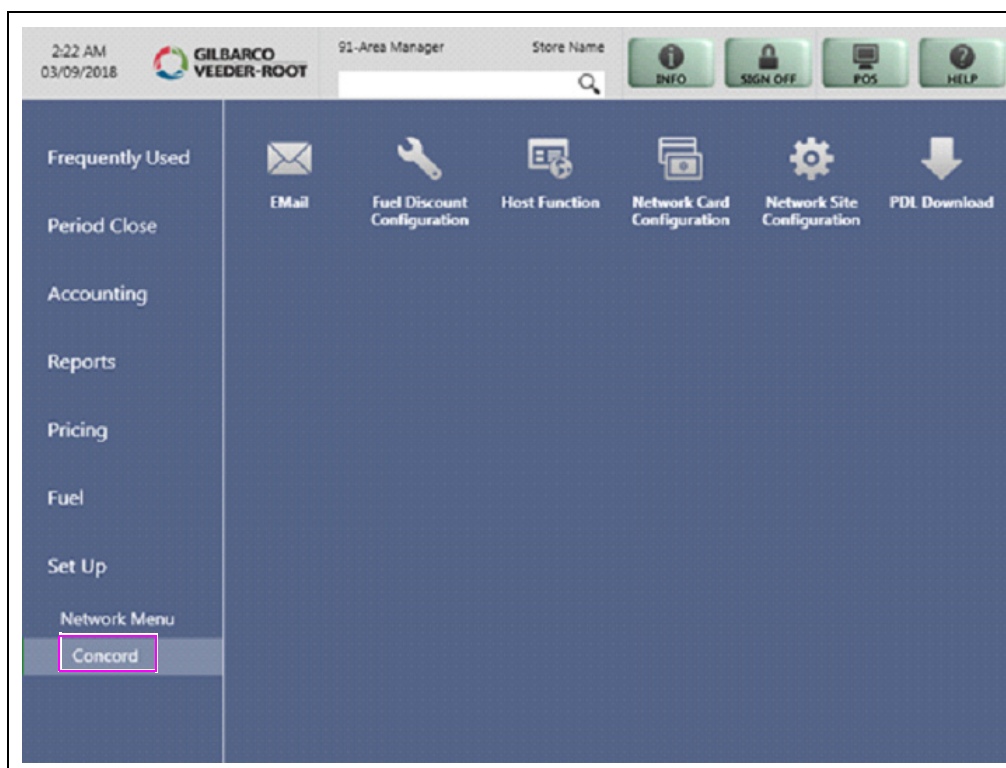 2:22 AM
03/09/2018
GILBARCO
VEEDER-ROOT
91-Area Manager
Store Name
INFO
SIGN OFF
POS
HELP
Frequently Used
Period Close
Accounting
Reports
Pricing
Fuel
Set Up
Network Menu
Concord
EMail
Fuel Discount
Configuration
Host Function
Network Card
Configuration
Network Site
Configuration
PDL Download